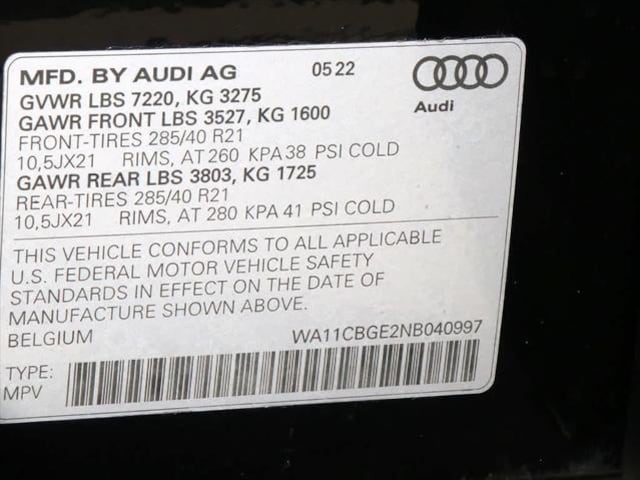 MFD. BY AUDI AG 0522
GVWR LBS 7220, KG 3275
GAWR FRONT LBS 3527, KG 1600
FRONT-TIRES 285/40 R21
10,5JX21 RIMS, AT 260 KPA 38 PSI COLD
GAWR REAR LBS 3803, KG 1725
REAR-TIRES 285/40 R21
10,5JX21 RIMS, AT 280 KPA 41 PSI COLD
Audi
THIS VEHICLE CONFORMS TO ALL APPLICABLE
U.S. FEDERAL MOTOR VEHICLE SAFETY
STANDARDS IN EFFECT ON THE DATE OF
MANUFACTURE SHOWN ABOVE.
BELGIUM WA11CBGE2NB040997
TYPE:
MPV